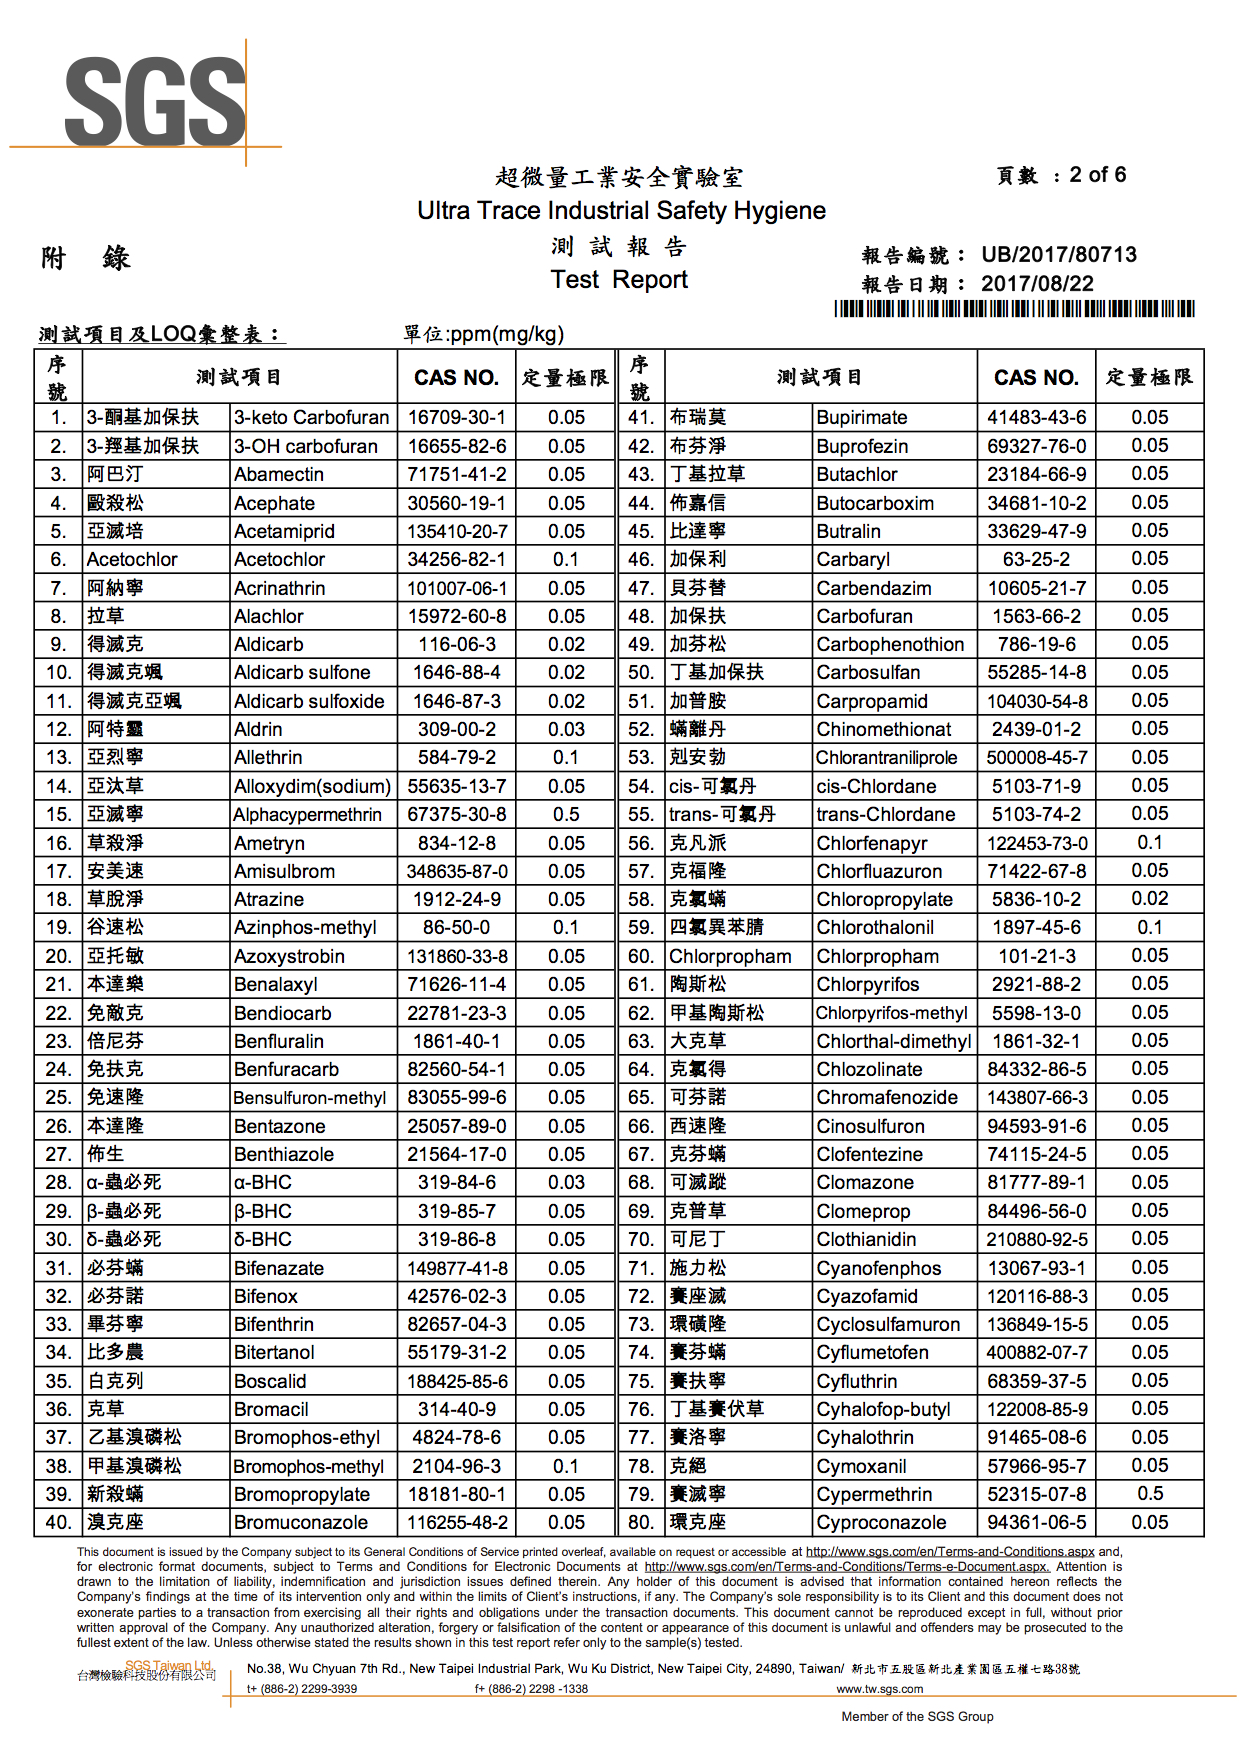 SGS
超微量工業安全實驗室
頁數 : 2 of 6
Ultra Trace Industrial Safety Hygiene
附 錄
測 試 報 告
報告編號： UB/2017/80713
Test Report
報告日期： 2017/08/22
測試項目及LOQ彙整表： 單位:ppm(mg/kg)
序號 測試項目 CAS NO. 定量極限 序號 測試項目 CAS NO. 定量極限
1. 3-酮基加保扶 3-keto Carbofuran 16709-30-1 0.05 41. 布瑞莫 Bupirimate 41483-43-6 0.05
2. 3-羥基加保扶 3-OH carbofuran 16655-82-6 0.05 42. 布芬淨 Buprofezin 69327-76-0 0.05
3. 阿巴汀 Abamectin 71751-41-2 0.05 43. 丁基拉草 Butachlor 23184-66-9 0.05
4. 毆殺松 Acephate 30560-19-1 0.05 44. 佈嘉信 Butocarboxim 34681-10-2 0.05
5. 亞滅培 Acetamiprid 135410-20-7 0.05 45. 比達寧 Butralin 33629-47-9 0.05
6. Acetochlor Acetochlor 34256-82-1 0.1 46. 加保利 Carbaryl 63-25-2 0.05
7. 阿納寧 Acrinathrin 101007-06-1 0.05 47. 貝芬替 Carbendazim 10605-21-7 0.05
8. 拉草 Alachlor 15972-60-8 0.05 48. 加保扶 Carbofuran 1563-66-2 0.05
9. 得滅克 Aldicarb 116-06-3 0.02 49. 加芬松 Carbophenothion 786-19-6 0.05
10. 得滅克颯 Aldicarb sulfone 1646-88-4 0.02 50. 丁基加保扶 Carbosulfan 55285-14-8 0.05
11. 得滅克亞颯 Aldicarb sulfoxide 1646-87-3 0.02 51. 加普胺 Carpropamid 104030-54-8 0.05
12. 阿特靈 Aldrin 309-00-2 0.03 52. 蟎離丹 Chinomethionat 2439-01-2 0.05
13. 亞烈寧 Allethrin 584-79-2 0.1 53. 剋安勃 Chlorantraniliprole 500008-45-7 0.05
14. 亞汰草 Alloxydim(sodium) 55635-13-7 0.05 54. cis-可氯丹 cis-Chlordane 5103-71-9 0.05
15. 亞滅寧 Alphacypermethrin 67375-30-8 0.5 55. trans-可氯丹 trans-Chlordane 5103-74-2 0.05
16. 草殺淨 Ametryn 834-12-8 0.05 56. 克凡派 Chlorfenapyr 122453-73-0 0.1
17. 安美速 Amisulbrom 348635-87-0 0.05 57. 克福隆 Chlorfluazuron 71422-67-8 0.05
18. 草脫淨 Atrazine 1912-24-9 0.05 58. 克氯蟎 Chloropropylate 5836-10-2 0.02
19. 谷速松 Azinphos-methyl 86-50-0 0.1 59. 四氯異苯腈 Chlorothalonil 1897-45-6 0.1
20. 亞托敏 Azoxystrobin 131860-33-8 0.05 60. Chlorpropham Chlorpropham 101-21-3 0.05
21. 本達樂 Benalaxyl 71626-11-4 0.05 61. 陶斯松 Chlorpyrifos 2921-88-2 0.05
22. 免敵克 Bendiocarb 22781-23-3 0.05 62. 甲基陶斯松 Chlorpyrifos-methyl 5598-13-0 0.05
23. 倍尼芬 Benfluralin 1861-40-1 0.05 63. 大克草 Chlorthal-dimethyl 1861-32-1 0.05
24. 免扶克 Benfuracarb 82560-54-1 0.05 64. 克氯得 Chlozolinate 84332-86-5 0.05
25. 免速隆 Bensulfuron-methyl 83055-99-6 0.05 65. 可芬諾 Chromafenozide 143807-66-3 0.05
26. 本達隆 Bentazone 25057-89-0 0.05 66. 西速隆 Cinosulfuron 94593-91-6 0.05
27. 佈生 Benthiazole 21564-17-0 0.05 67. 克芬蟎 Clofentezine 74115-24-5 0.05
28. α-蟲必死 α-BHC 319-84-6 0.03 68. 可滅蹤 Clomazone 81777-89-1 0.05
29. β-蟲必死 β-BHC 319-85-7 0.05 69. 克普草 Clomeprop 84496-56-0 0.05
30. δ-蟲必死 δ-BHC 319-86-8 0.05 70. 可尼丁 Clothianidin 210880-92-5 0.05
31. 必芬蟎 Bifenazate 149877-41-8 0.05 71. 施力松 Cyanofenphos 13067-93-1 0.05
32. 必芬諾 Bifenox 42576-02-3 0.05 72. 賽座滅 Cyazofamid 120116-88-3 0.05
33. 畢芬寧 Bifenthrin 82657-04-3 0.05 73. 環磺隆 Cyclosulfamuron 136849-15-5 0.05
34. 比多農 Bitertanol 55179-31-2 0.05 74. 賽芬蟎 Cyflumetofen 400882-07-7 0.05
35. 白克列 Boscalid 188425-85-6 0.05 75. 賽扶寧 Cyfluthrin 68359-37-5 0.05
36. 克草 Bromacil 314-40-9 0.05 76. 丁基賽伏草 Cyhalofop-butyl 122008-85-9 0.05
37. 乙基溴磷松 Bromophos-ethyl 4824-78-6 0.05 77. 賽洛寧 Cyhalothrin 91465-08-6 0.05
38. 甲基溴磷松 Bromophos-methyl 2104-96-3 0.1 78. 克絕 Cymoxanil 57966-95-7 0.05
39. 新殺蟎 Bromopropylate 18181-80-1 0.05 79. 賽滅寧 Cypermethrin 52315-07-8 0.5
40. 溴克座 Bromuconazole 116255-48-2 0.05 80. 環克座 Cyproconazole 94361-06-5 0.05
This document is issued by the Company subject to its General Conditions of Service printed overleaf, available on request or accessible at http://www.sgs.com/en/Terms-and-Conditions.aspx and,
for electronic format documents, subject to Terms and Conditions for Electronic Documents at http://www.sgs.com/en/Terms-and-Conditions/Terms-e-Document.aspx. Attention is
drawn to the limitation of liability, indemnification and jurisdiction issues defined therein. Any holder of this document is advised that information contained hereon reflects the
Company's findings at the time of its intervention only and within the limits of Client's instructions, if any. The Company's sole responsibility is to its Client and this document does not
exonerate parties to a transaction from exercising all their rights and obligations under the transaction documents. This document cannot be reproduced except in full, without prior
written approval of the Company. Any unauthorized alteration, forgery or falsification of the content or appearance of this document is unlawful and offenders may be prosecuted to the
fullest extent of the law. Unless otherwise stated the results shown in this test report refer only to the sample(s) tested.
SGS Taiwan Ltd.
台灣檢驗科技股份有限公司
No.38, Wu Chyuan 7th Rd., New Taipei Industrial Park, Wu Ku District, New Taipei City, 24890, Taiwan/ 新北市五股區新北產業園區五權七路38號
t+ (886-2) 2299-3939 f+ (886-2) 2298 -1338 www.tw.sgs.com
Member of the SGS Group